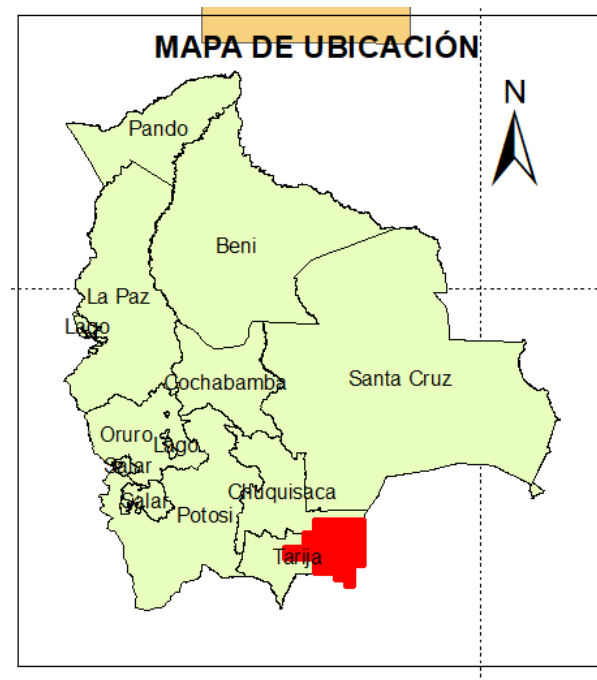 MAPA DE UBICACIÓN
N
Pando
Beni
La Paz
Lago
Cochabamba
Santa Cruz
Oruro
Lago
Salar
Salar
Chuquisaca
Potosi
Tarija